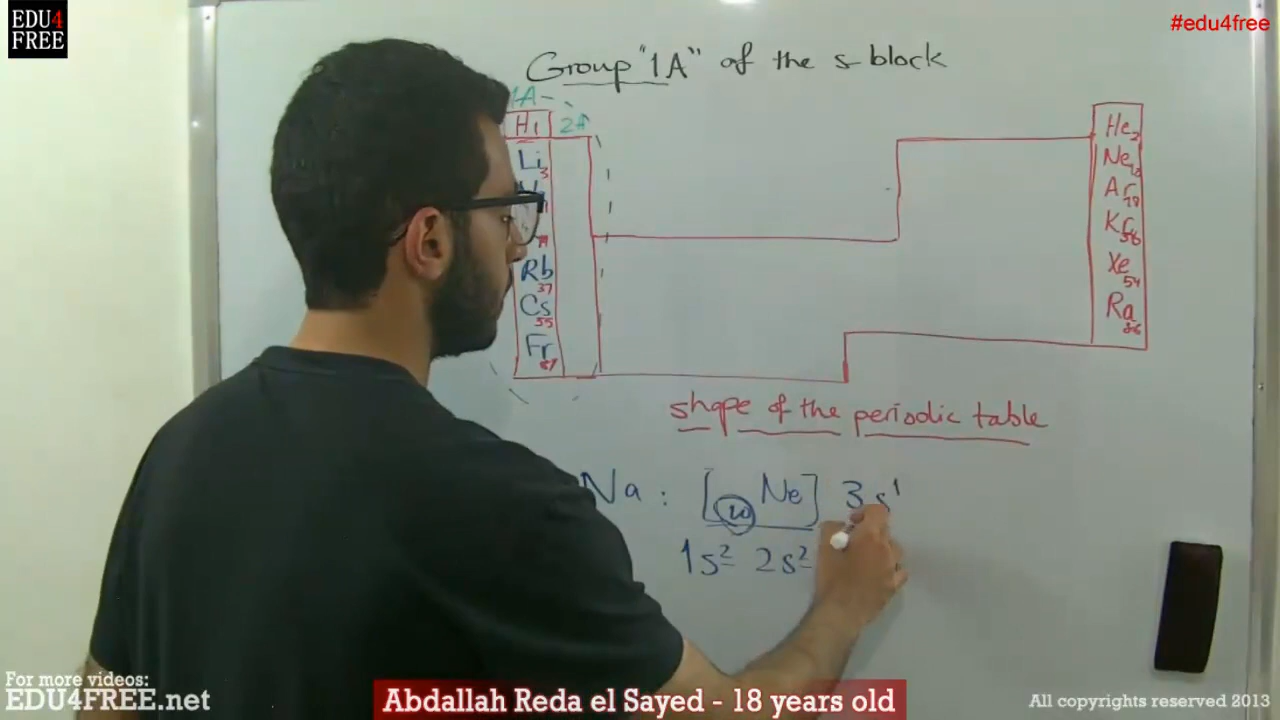 EDU4
FREE
#edu4free
Group "1A" of the s-block
1A
H1
2A
Li3
Rb37
Cs55
Fr87
He2
Ne10
Ar18
Kr36
Xe54
Ra86
shape of the periodic table
Na : [10 Ne] 3s1
1s2 2s2
For more videos:
EDU4FREE.net
Abdallah Reda el Sayed - 18 years old
All copyrights reserved 2013